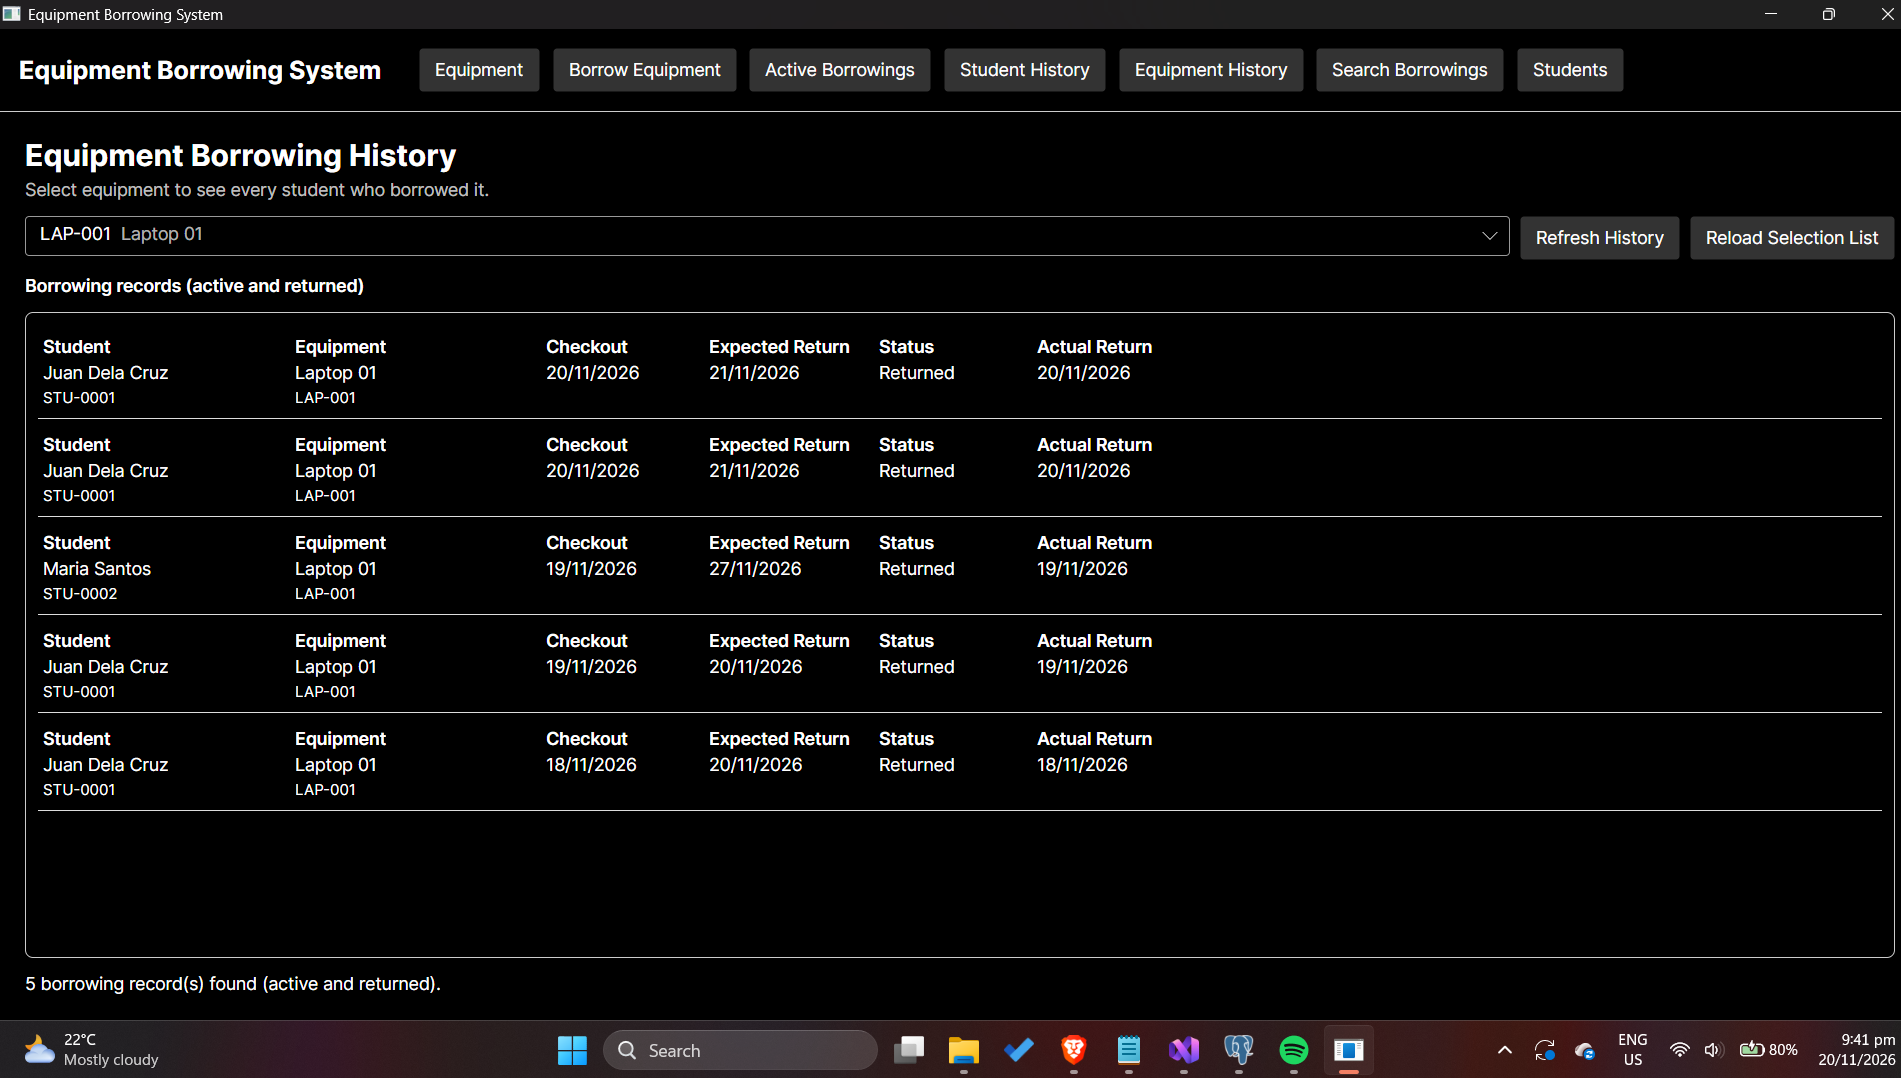 Equipment Borrowing System
Equipment Borrowing System
Equipment
Borrow Equipment
Active Borrowings
Student History
Equipment History
Search Borrowings
Students
Equipment Borrowing History
Select equipment to see every student who borrowed it.
LAP-001 Laptop 01
Refresh History
Reload Selection List
Borrowing records (active and returned)
Student Equipment Checkout Expected Return Status Actual Return
Juan Dela Cruz Laptop 01 20/11/2026 21/11/2026 Returned 20/11/2026
STU-0001 LAP-001
Student Equipment Checkout Expected Return Status Actual Return
Juan Dela Cruz Laptop 01 20/11/2026 21/11/2026 Returned 20/11/2026
STU-0001 LAP-001
Student Equipment Checkout Expected Return Status Actual Return
Maria Santos Laptop 01 19/11/2026 27/11/2026 Returned 19/11/2026
STU-0002 LAP-001
Student Equipment Checkout Expected Return Status Actual Return
Juan Dela Cruz Laptop 01 19/11/2026 20/11/2026 Returned 19/11/2026
STU-0001 LAP-001
Student Equipment Checkout Expected Return Status Actual Return
Juan Dela Cruz Laptop 01 18/11/2026 20/11/2026 Returned 18/11/2026
STU-0001 LAP-001
5 borrowing record(s) found (active and returned).
22°C
Mostly cloudy
Search
ENG
US
80%
9:41 pm
20/11/2026